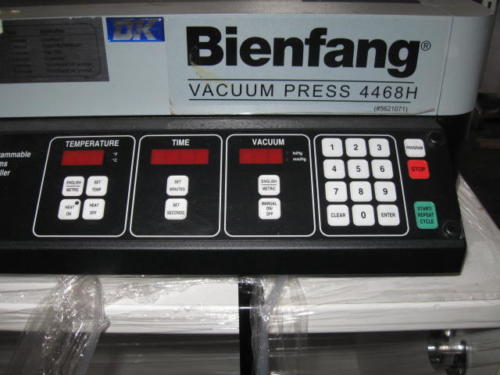 DK
Bienfang®
VACUUM PRESS 4468H
(#5621071)
TEMPERATURE
TIME
VACUUM
ENGLISH
METRIC
SET
TEMP
HEAT
ON
HEAT
OFF
SET
MINUTES
SET
SECONDS
ENGLISH
METRIC
MANUAL
ON/
OFF
1 2 3
4 5 6
7 8 9
CLEAR 0 ENTER
PROGRAM
STOP
START/
REPEAT
CYCLE